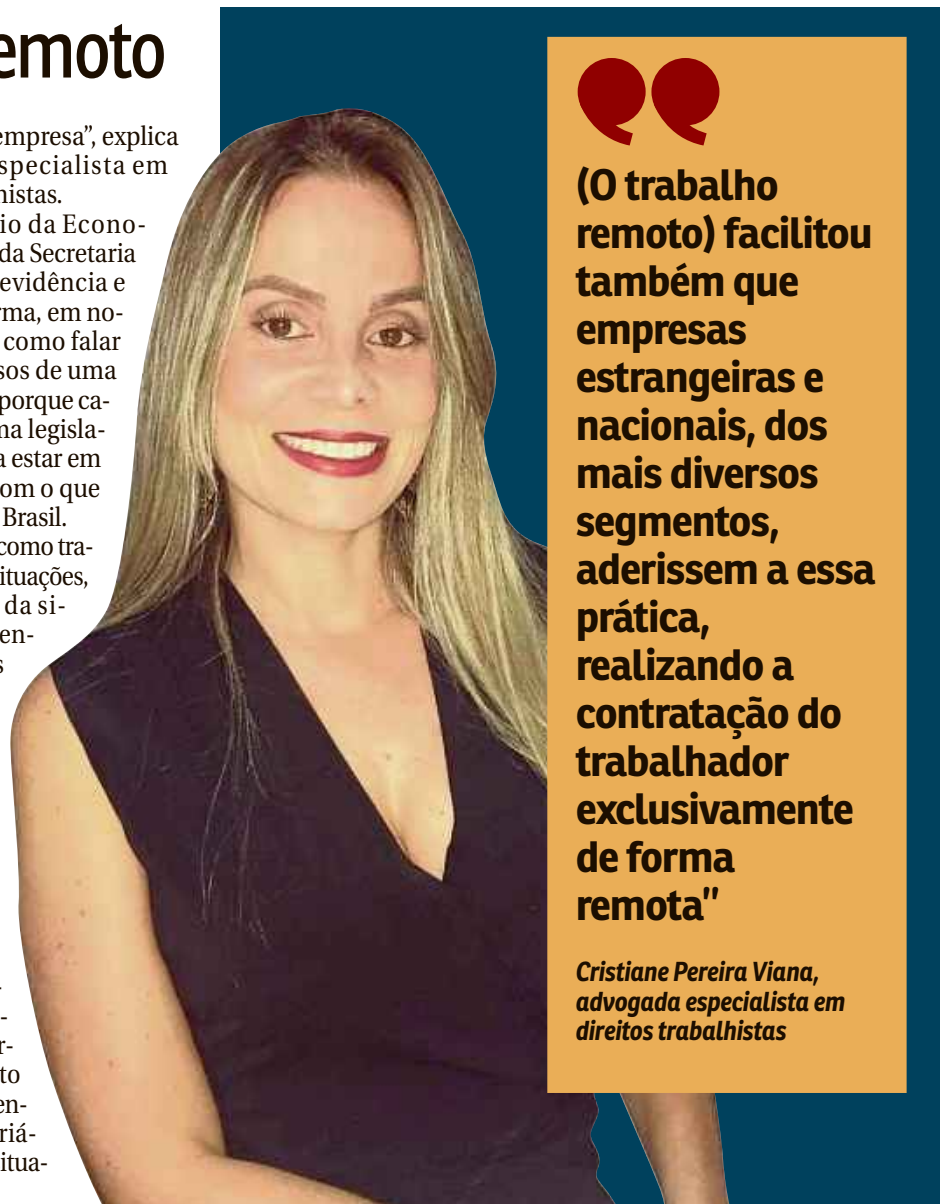 emoto
empresa”, explica
specialista em
histas.
io da Econo-
da Secretaria
evidência e
rma, em no-
como falar
sos de uma
porque ca-
ma legisla-
a estar em
om o que
Brasil.
como tra-
ituações,
da si-
en-
s
-
r-
to
en-
riá-
itua-
(O trabalho
remoto) facilitou
também que
empresas
estrangeiras e
nacionais, dos
mais diversos
segmentos,
aderissem a essa
prática,
realizando a
contratação do
trabalhador
exclusivamente
de forma
remota”
Cristiane Pereira Viana,
advogada especialista em
direitos trabalhistas